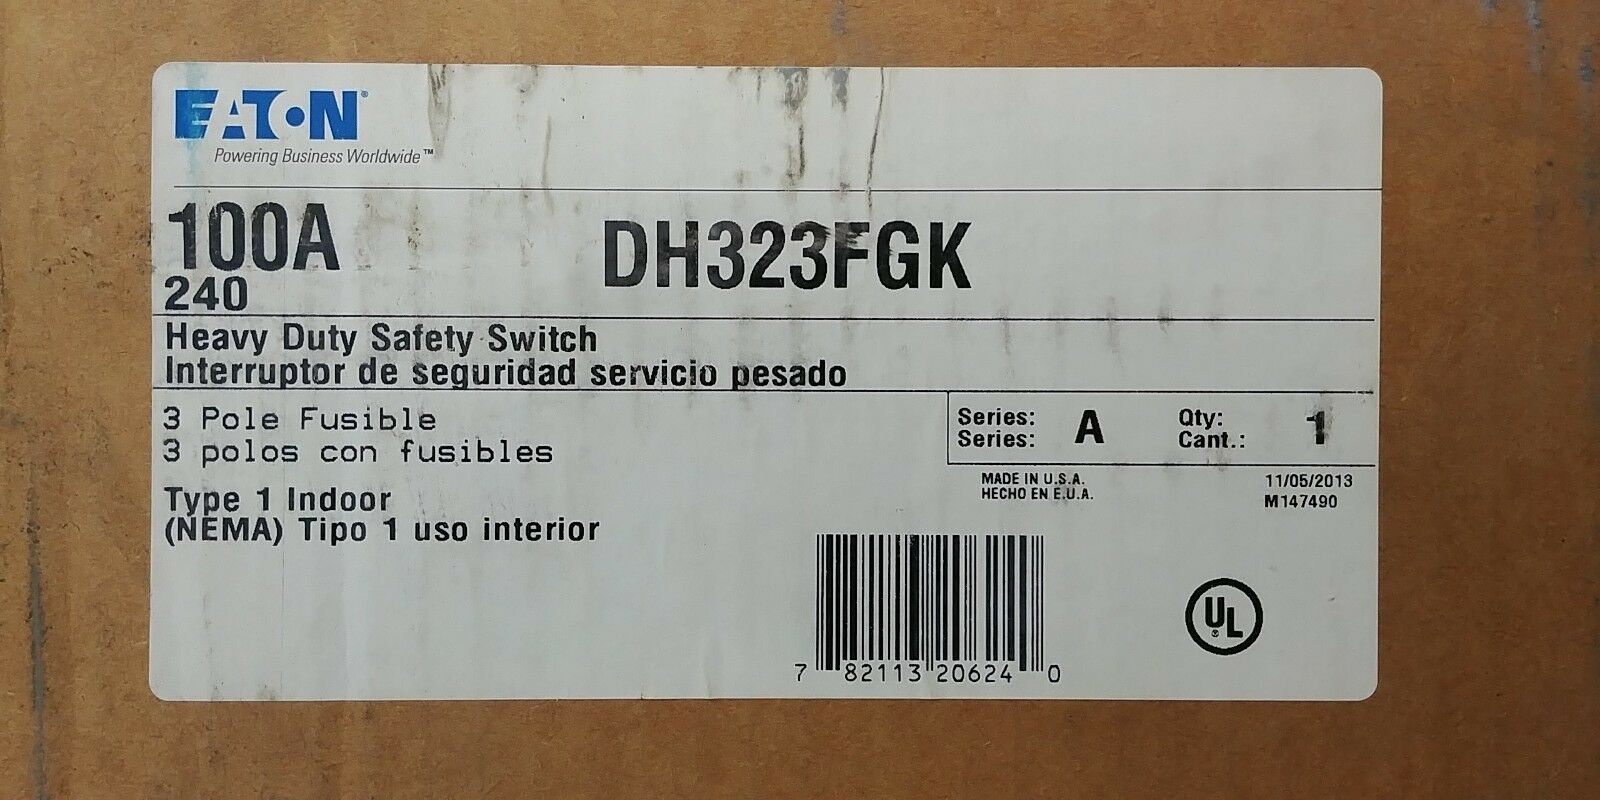 EATON®
Powering Business Worldwide™
100A
DH323FGK
240
Heavy Duty Safety Switch
Interruptor de seguridad servicio pesado
3 Pole Fusible
3 polos con fusibles
Series:
Series:
A
Qty:
Cant.:
1
MADE IN U.S.A.
HECHO EN E.U.A.
11/05/2013
M147490
Type 1 Indoor
(NEMA) Tipo 1 uso interior
7 82113 20624 0
UL®